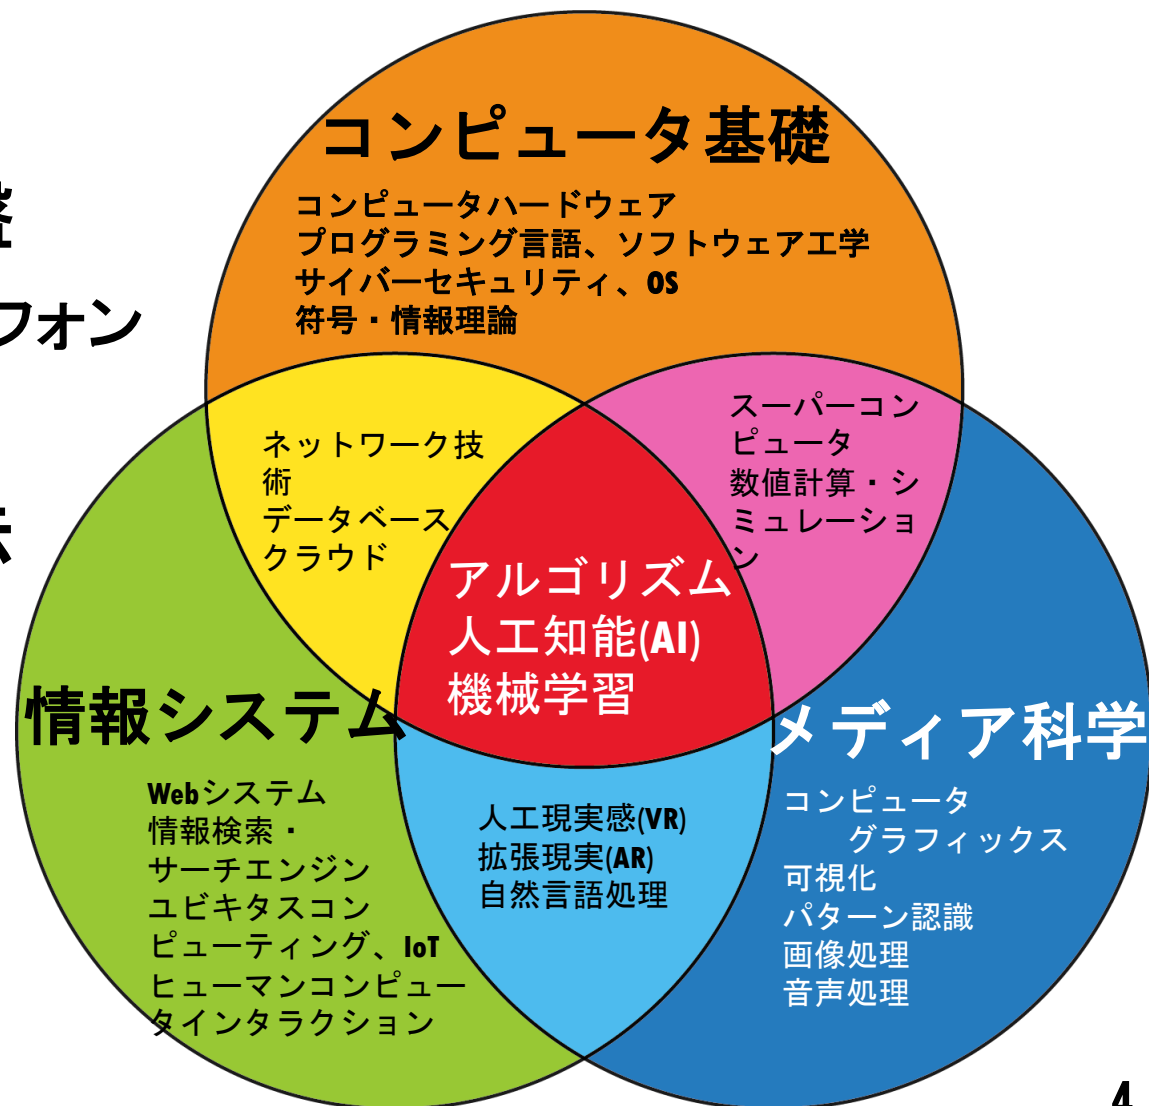 コンピュータ基礎
コンピュータハードウェア
プログラミング言語、ソフトウェア工学
サイバーセキュリティ、OS
符号・情報理論
フォン
ネットワーク技
術
データベース
クラウド
スーパーコン
ピュータ
数値計算・シ
ミュレーショ
ン
アルゴリズム
人工知能(AI)
機械学習
情報システム
Webシステム
情報検索・
サーチエンジン
ユビキタスコン
ピューティング、IoT
ヒューマンコンピュー
タインタラクション
人工現実感(VR)
拡張現実(AR)
自然言語処理
メディア科学
コンピュータ
グラフィックス
可視化
パターン認識
画像処理
音声処理
4